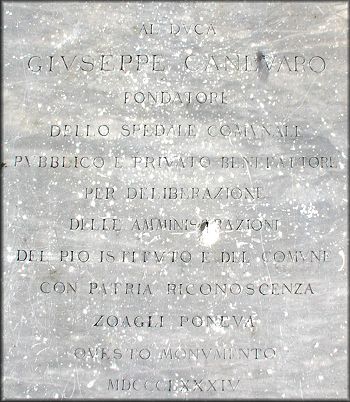 AL DVCA
GIVSEPPE CANEVARO
FONDATORE
DELLO SPEDALE COMVNALE
PVBBLICO E PRIVATO BENEFATTORE
PER DELIBERAZIONE
DELLE AMMINISTRAZIONI
DEL PIO ISTITVTO E DEL COMVNE
CON PATRIA RICONOSCENZA
ZOAGLI PONEVA
QVESTO MONVMENTO
MDCCCLXXXIV